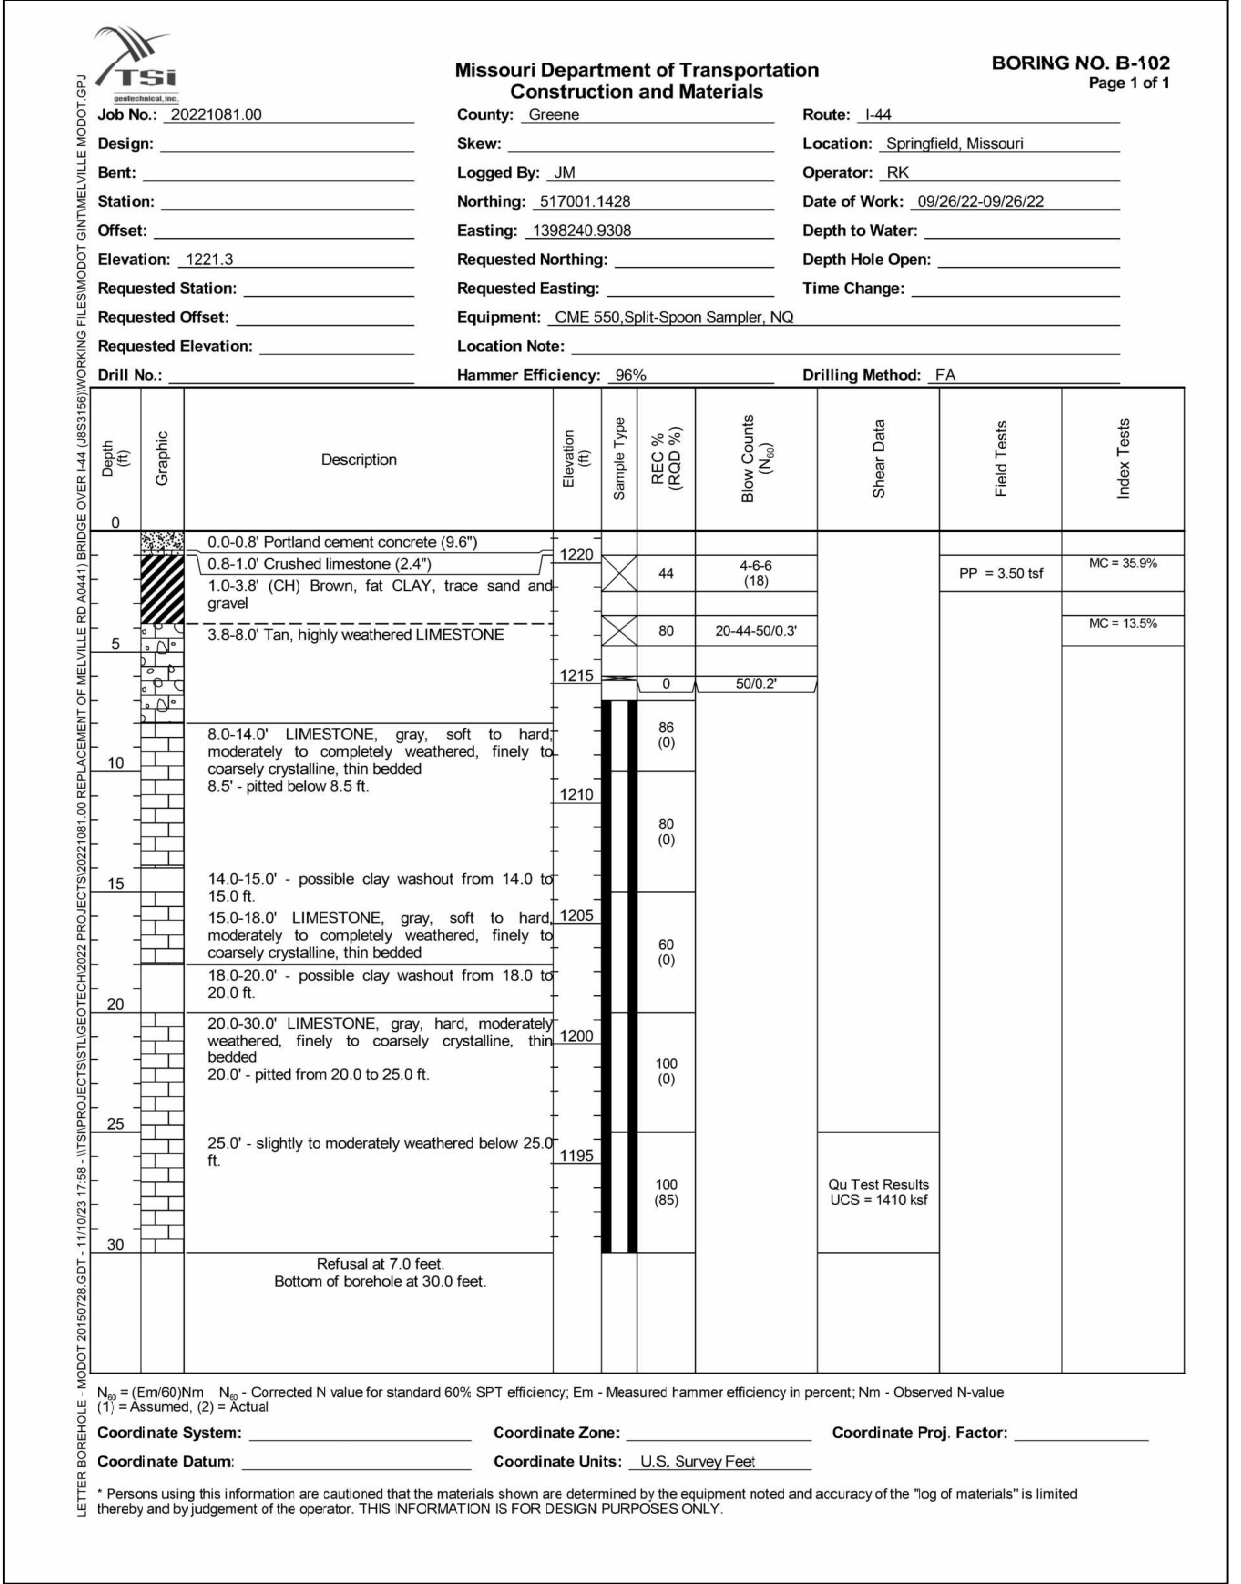 TSi
geotechnical, inc.
Missouri Department of Transportation
Construction and Materials
BORING NO. B-102
Page 1 of 1
Job No.: 20221081.00
County: Greene
Route: I-44
Design:
Skew:
Location: Springfield, Missouri
Bent:
Logged By: JM
Operator: RK
Station:
Northing: 517001.1428
Date of Work: 09/26/22-09/26/22
Offset:
Easting: 1398240.9308
Depth to Water:
Elevation: 1221.3
Requested Northing:
Depth Hole Open:
Requested Station:
Requested Easting:
Time Change:
Requested Offset:
Equipment: CME 550,Split-Spoon Sampler, NQ
Requested Elevation:
Location Note:
Drill No.:
Hammer Efficiency: 96%
Drilling Method: FA
Depth
(ft)
Graphic
Description
Elevation
(ft)
Sample Type
REC %
(RQD %)
Blow Counts
(N60)
Shear Data
Field Tests
Index Tests
0
0.0-0.8' Portland cement concrete (9.6")
0.8-1.0' Crushed limestone (2.4")
1.0-3.8' (CH) Brown, fat CLAY, trace sand and
gravel
1220
44
4-6-6
(18)
PP = 3.50 tsf
MC = 35.9%
3.8-8.0' Tan, highly weathered LIMESTONE
80
20-44-50/0.3'
MC = 13.5%
5
1215
0
50/0.2'
8.0-14.0' LIMESTONE, gray, soft to hard,
moderately to completely weathered, finely to
coarsely crystalline, thin bedded
8.5' - pitted below 8.5 ft.
86
(0)
10
1210
80
(0)
14.0-15.0' - possible clay washout from 14.0 to
15.0 ft.
15
15.0-18.0' LIMESTONE, gray, soft to hard,
moderately to completely weathered, finely to
coarsely crystalline, thin bedded
1205
60
(0)
18.0-20.0' - possible clay washout from 18.0 to
20.0 ft.
20
20.0-30.0' LIMESTONE, gray, hard, moderately
weathered, finely to coarsely crystalline, thin
bedded
20.0' - pitted from 20.0 to 25.0 ft.
1200
100
(0)
25
25.0' - slightly to moderately weathered below 25.0
ft.
1195
100
(85)
Qu Test Results
UCS = 1410 ksf
30
Refusal at 7.0 feet.
Bottom of borehole at 30.0 feet.
N60 = (Em/60)Nm N60 - Corrected N value for standard 60% SPT efficiency; Em - Measured hammer efficiency in percent; Nm - Observed N-value
(1) = Assumed, (2) = Actual
Coordinate System:
Coordinate Zone:
Coordinate Proj. Factor:
Coordinate Datum:
Coordinate Units: U.S. Survey Feet
* Persons using this information are cautioned that the materials shown are determined by the equipment noted and accuracy of the "log of materials" is limited
thereby and by judgement of the operator. THIS INFORMATION IS FOR DESIGN PURPOSES ONLY.
LETTER BOREHOLE - MODOT 20150728.GDT - 11/10/23 17:58 - \\TSI\PROJECTS\STL\GEOTECH\2022 PROJECTS\20221081.00 REPLACEMENT OF MELVILLE RD A0441) BRIDGE OVER I-44 (J8S3156)\WORKING FILES\MODOT GINT\MELVILLE MODOT.GPJ